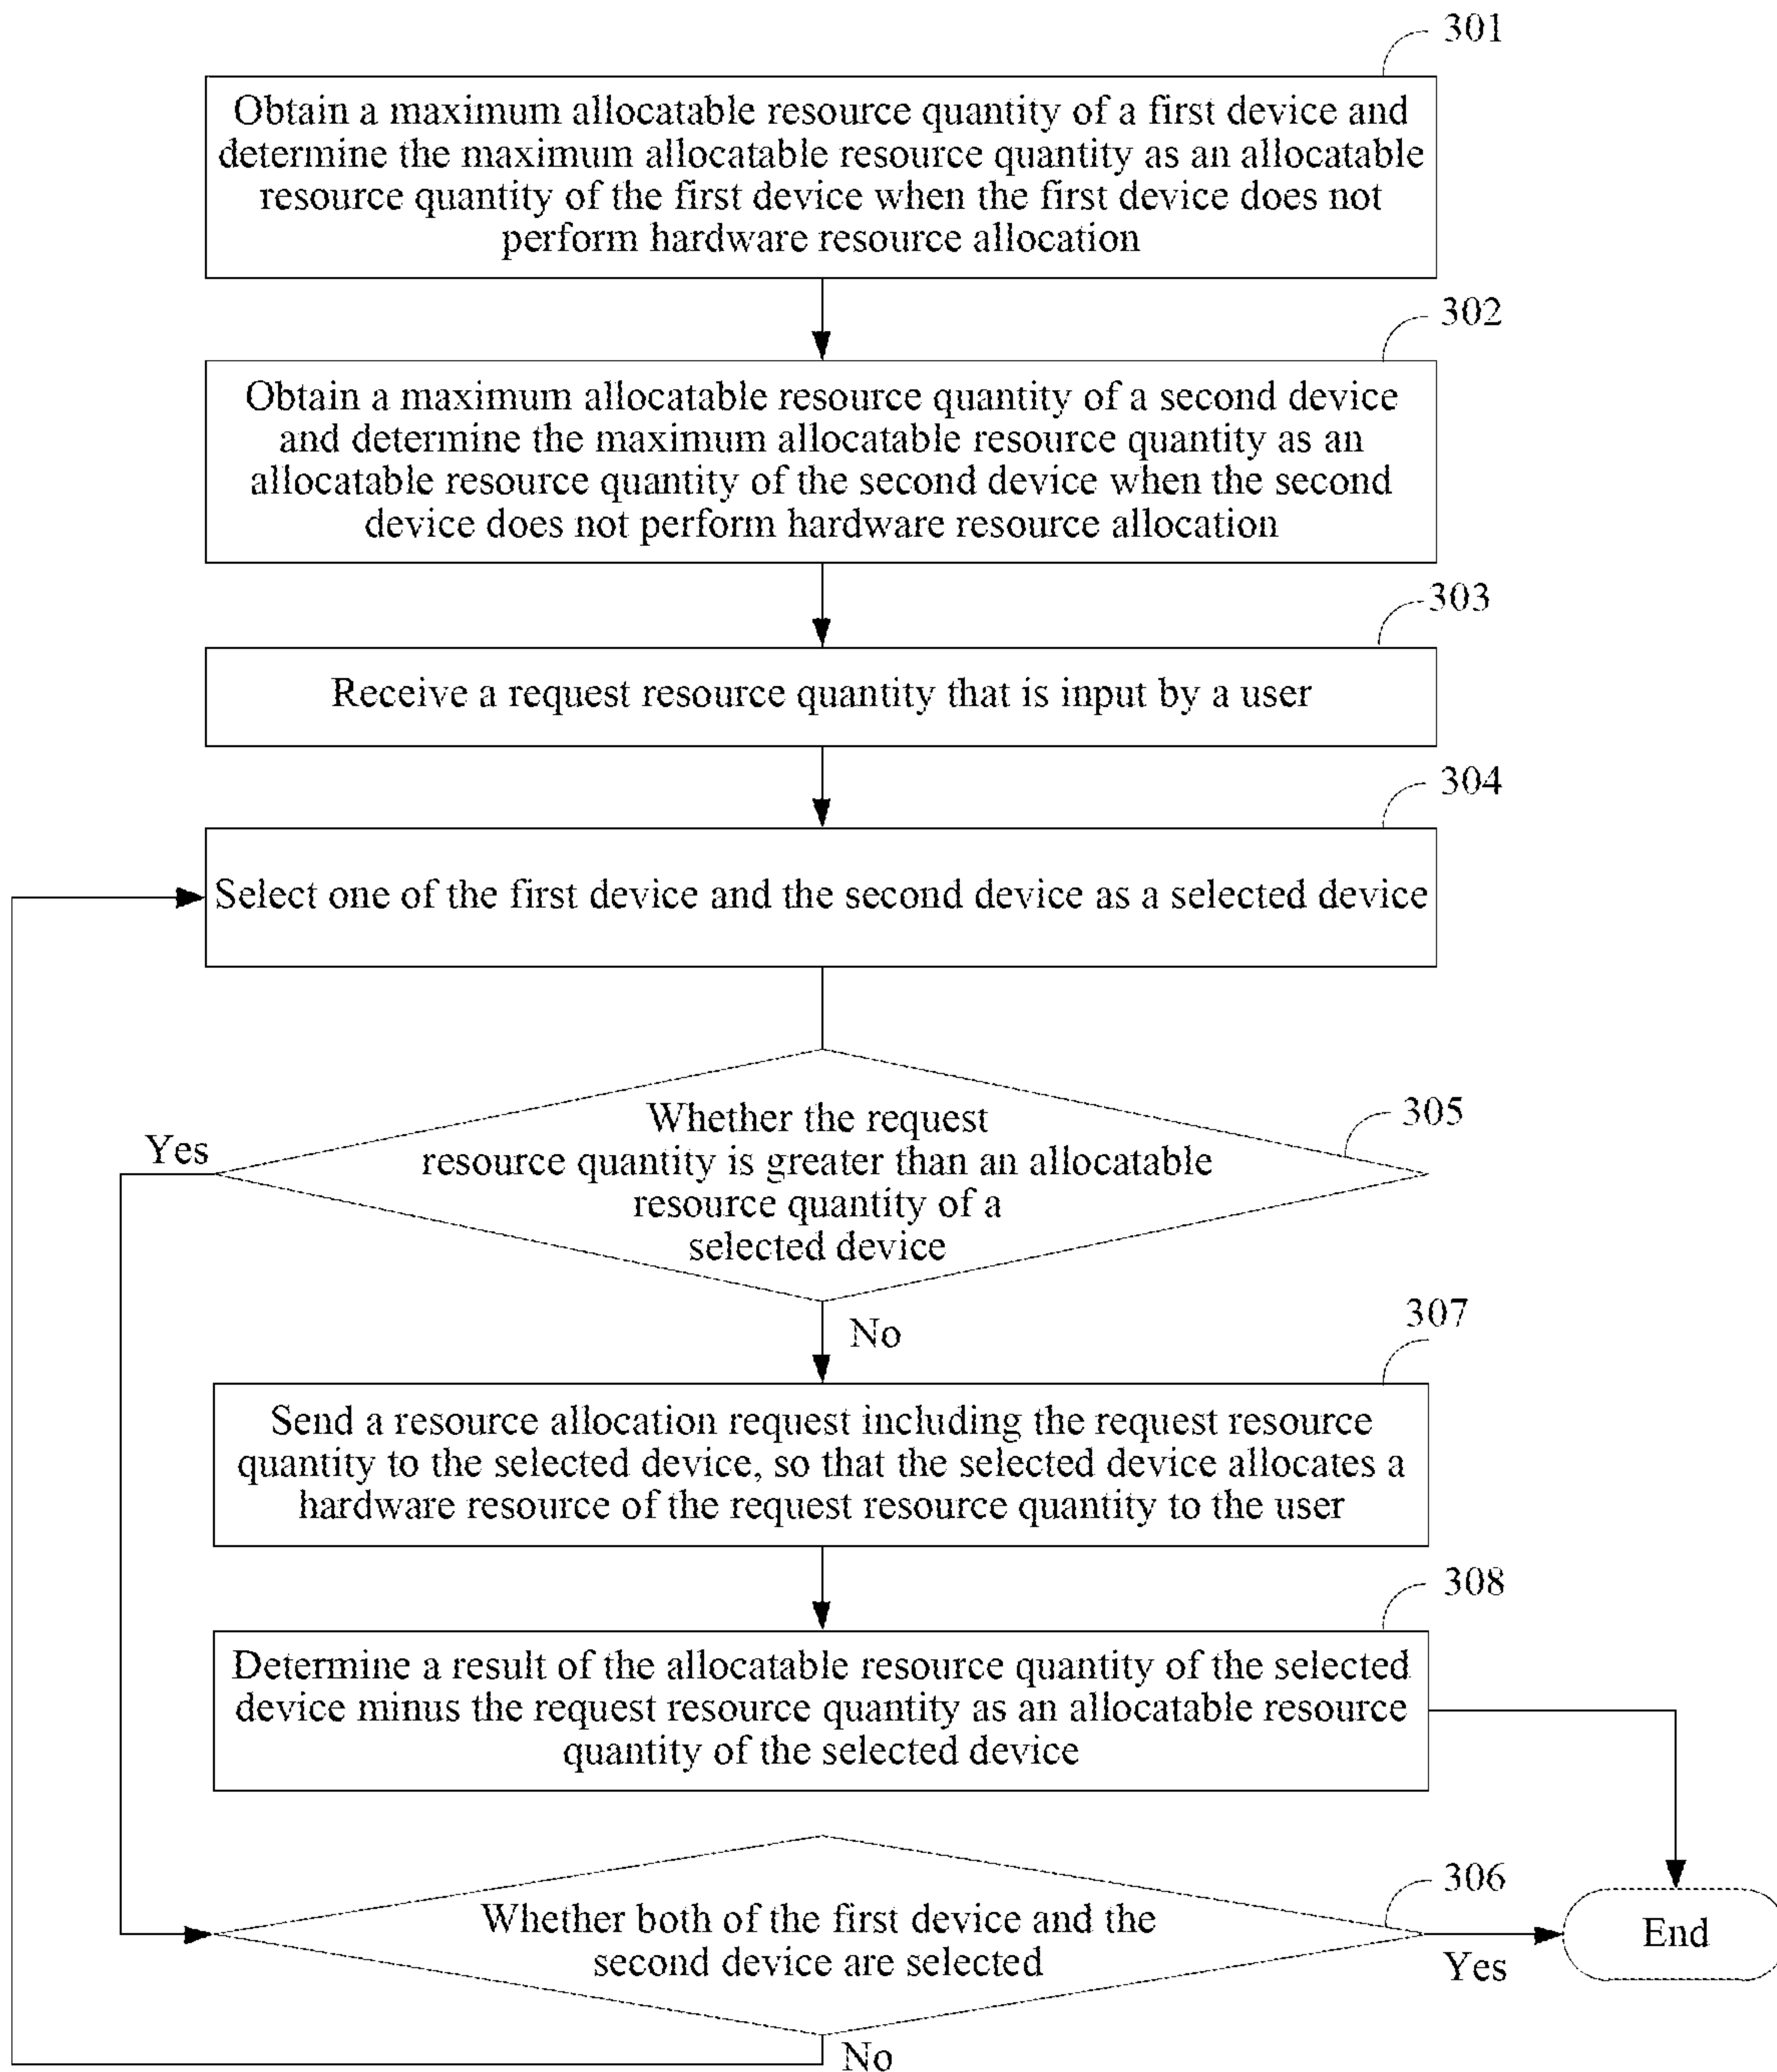 301
Obtain a maximum allocatable resource quantity of a first device and
determine the maximum allocatable resource quantity as an allocatable
resource quantity of the first device when the first device does not
perform hardware resource allocation
302
Obtain a maximum allocatable resource quantity of a second device
and determine the maximum allocatable resource quantity as an
allocatable resource quantity of the second device when the second
device does not perform hardware resource allocation
303
Receive a request resource quantity that is input by a user
304
Select one of the first device and the second device as a selected device
305
Yes
Whether the request
resource quantity is greater than an allocatable
resource quantity of a
selected device
No
307
Send a resource allocation request including the request resource
quantity to the selected device, so that the selected device allocates a
hardware resource of the request resource quantity to the user
308
Determine a result of the allocatable resource quantity of the selected
device minus the request resource quantity as an allocatable resource
quantity of the selected device
306
Whether both of the first device and the
second device are selected
Yes
End
No